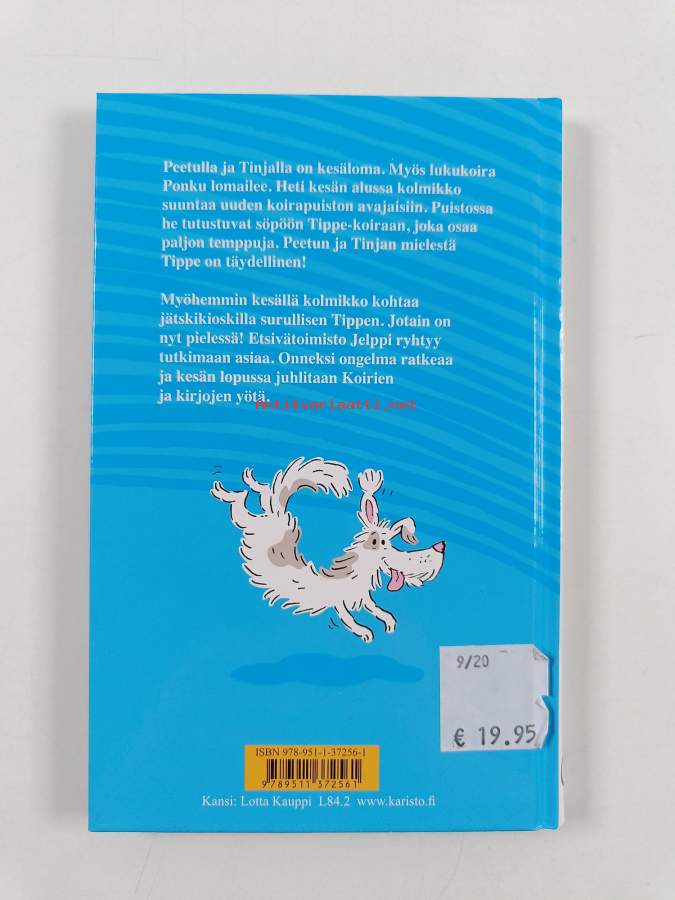 Peetulla ja Tinjalla on kesäloma. Myös lukukoira
Ponku lomailee. Heti kesän alussa kolmikko
suuntaa uuden koirapuiston avajaisiin. Puistossa
he tutustuvat söpöön Tippe-koiraan, joka osaa
paljon temppuja. Peetun ja Tinjan mielestä
Tippe on täydellinen!
Myöhemmin kesällä kolmikko kohtaa
jätskikioskilla surullisen Tippen. Jotain on
nyt pielessä! Etsivätoimisto Jelppi ryhtyy
tutkimaan asiaa. Onneksi ongelma ratkeaa
ja kesän lopussa juhlitaan Koirien
ja kirjojen yötä.
Antikvariaatti.net
9/20
€ 19.95
ISBN 978-951-1-37256-1
9789511372561
Kansi: Lotta Kauppi L84.2 www.karisto.fi